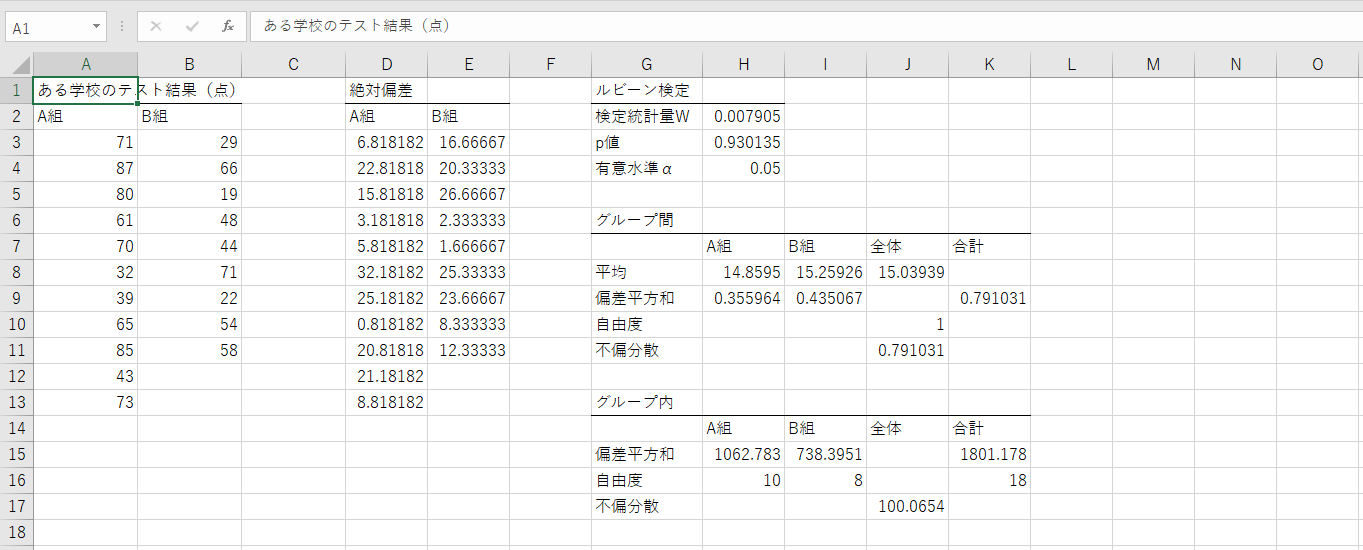 A1 fx ある学校のテスト結果（点）
A B C D E F G H I J K L M N O
1 ある学校のテスト結果（点） 絶対偏差 ルビーン検定
2 A組 B組 A組 B組 検定統計量W 0.007905
3 71 29 6.818182 16.66667 p値 0.930135
4 87 66 22.81818 20.33333 有意水準α 0.05
5 80 19 15.81818 26.66667
6 61 48 3.181818 2.333333 グループ間
7 70 44 5.818182 1.666667 A組 B組 全体 合計
8 32 71 32.18182 25.33333 平均 14.8595 15.25926 15.03939
9 39 22 25.18182 23.66667 偏差平方和 0.355964 0.435067 0.791031
10 65 54 0.818182 8.333333 自由度 1
11 85 58 20.81818 12.33333 不偏分散 0.791031
12 43 21.18182
13 73 8.818182 グループ内
14 A組 B組 全体 合計
15 偏差平方和 1062.783 738.3951 1801.178
16 自由度 10 8 18
17 不偏分散 100.0654
18